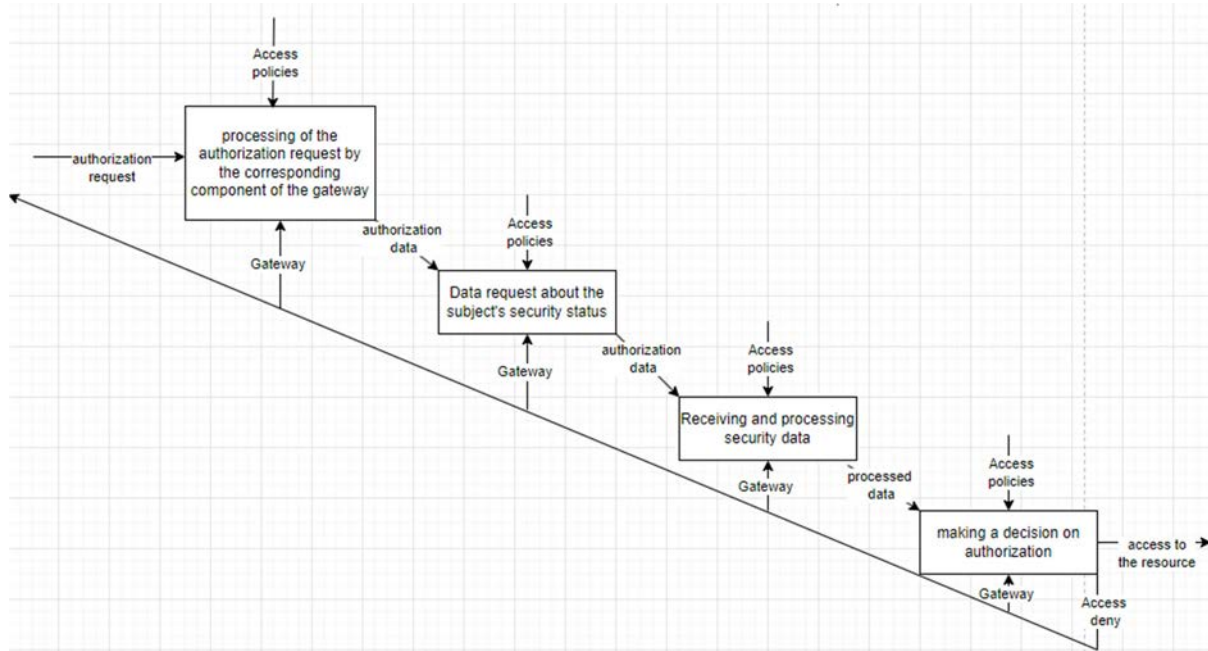 Access
policies
processing of the
authorization request by
the corresponding
component of the gateway
authorization
request
Gateway
authorization
data
Access
policies
Data request about the
subject's security status
Gateway
authorization
data
Access
policies
Receiving and processing
security data
Gateway
processed
data
Access
policies
making a decision on
authorization
access to
the resource
Gateway
Access
deny